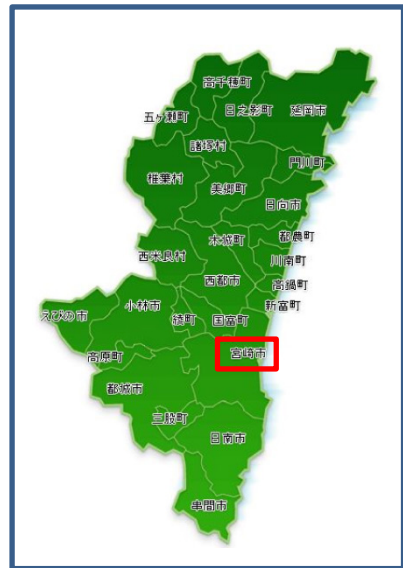 高千穂町
日之影町
延岡市
五ヶ瀬町
諸塚村
門川町
椎葉村
美郷町
日向市
木城町
都農町
西米良村
川南町
西都市
高鍋町
小林市
新富町
えびの市
綾町
国富町
宮崎市
高原町
都城市
三股町
日南市
串間市